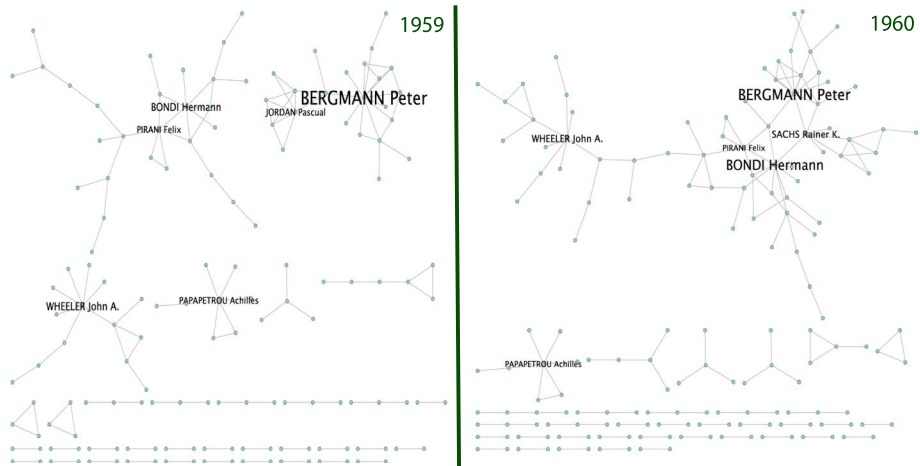 1959
BERGMANN Peter
BONDI Hermann
JORDAN Pascual
PIRANI Felix
PAPAPETROU Achilles
WHEELER John A.
1960
BERGMANN Peter
SACHS Rainer K.
WHEELER John A.
PIRANI Felix
BONDI Hermann
PAPAPETROU Achilles